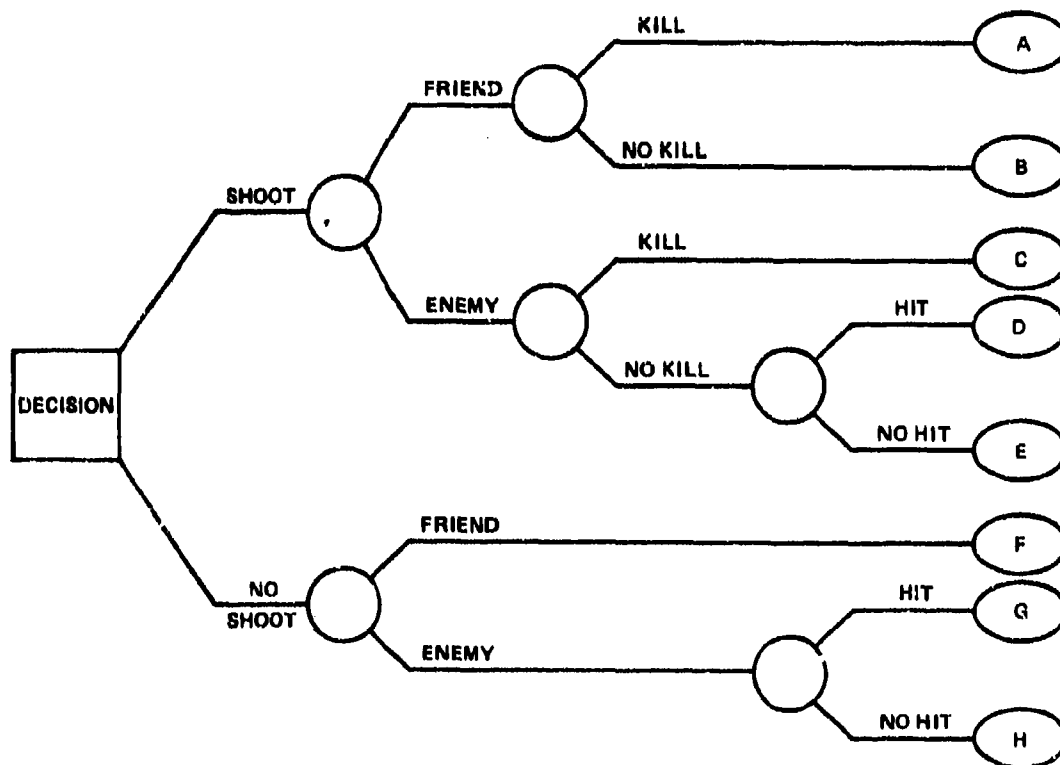 KILL
A
FRIEND
NO KILL
B
SHOOT
KILL
C
ENEMY
HIT
D
NO KILL
DECISION
NO HIT
E
FRIEND
F
NO
SHOOT
HIT
G
ENEMY
NO HIT
H